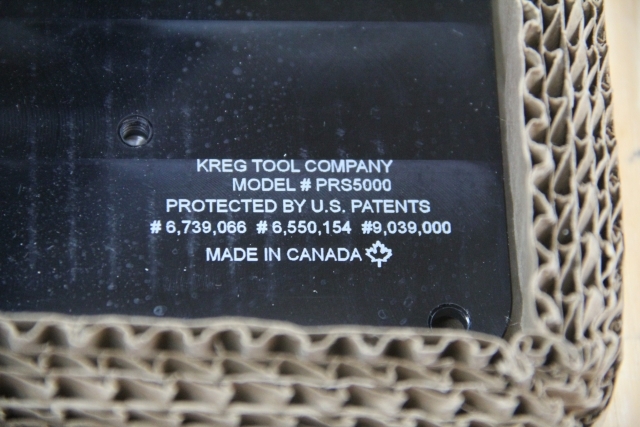 KREG TOOL COMPANY
MODEL # PRS5000
PROTECTED BY U.S. PATENTS
# 6,739,066 # 6,550,154 #9,039,000
MADE IN CANADA